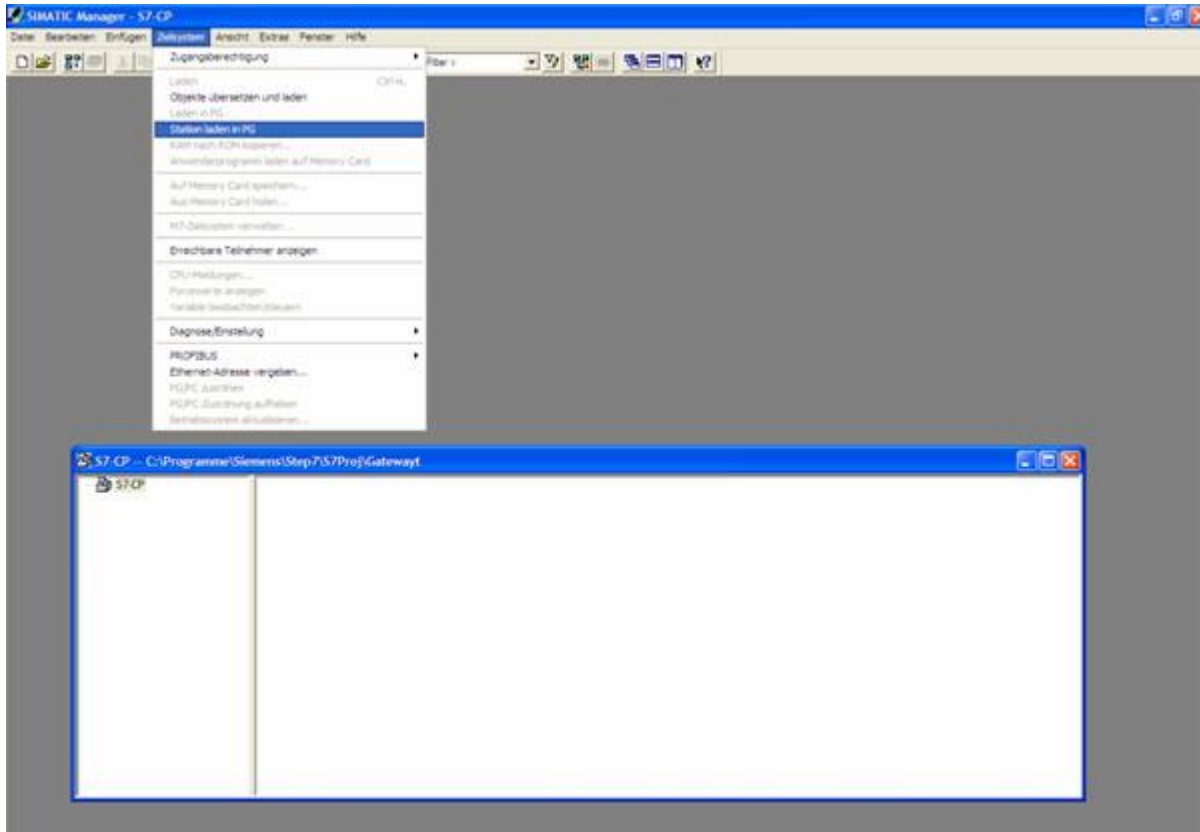 SIMATIC Manager - S7-CP
Datei Bearbeiten Einfügen Zielsystem Ansicht Extras Fenster Hilfe
Zugangsberechtigung
Filter >
Laden Ctrl+L
Objekte übersetzen und laden
Laden in PG
Station laden in PG
RAM nach ROM kopieren...
Anwenderprogramm laden auf Memory Card
Auf Memory Card speichern...
Aus Memory Card holen...
M7-Zielsystem verwalten...
Erreichbare Teilnehmer anzeigen
CPU-Meldungen...
Forcewerte anzeigen
Variable beobachten/steuern
Diagnose/Einstellung
PROFIBUS
Ethernet-Adresse vergeben...
PG/PC zuordnen
PG/PC-Zuordnung aufheben
Betriebssystem aktualisieren...
S7-CP -- C:\Programme\Siemens\Step7\S7Proj\Gatewayt
S7-CP